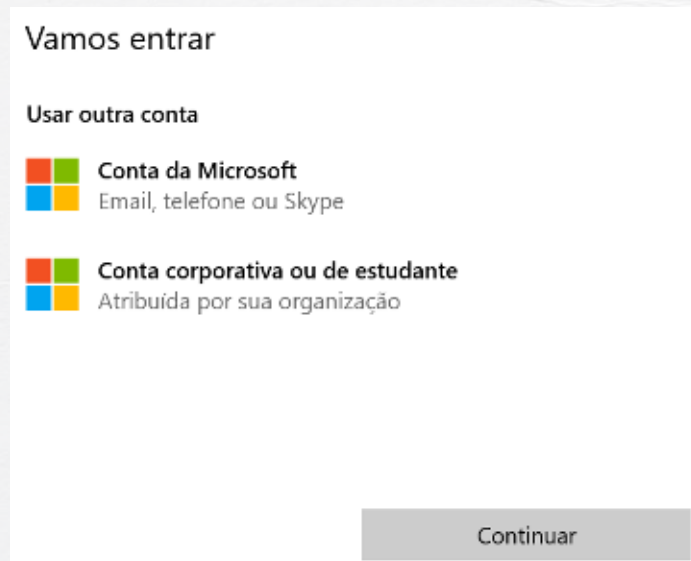 Vamos entrar
Usar outra conta
Conta da Microsoft
Email, telefone ou Skype
Conta corporativa ou de estudante
Atribuída por sua organização
Continuar